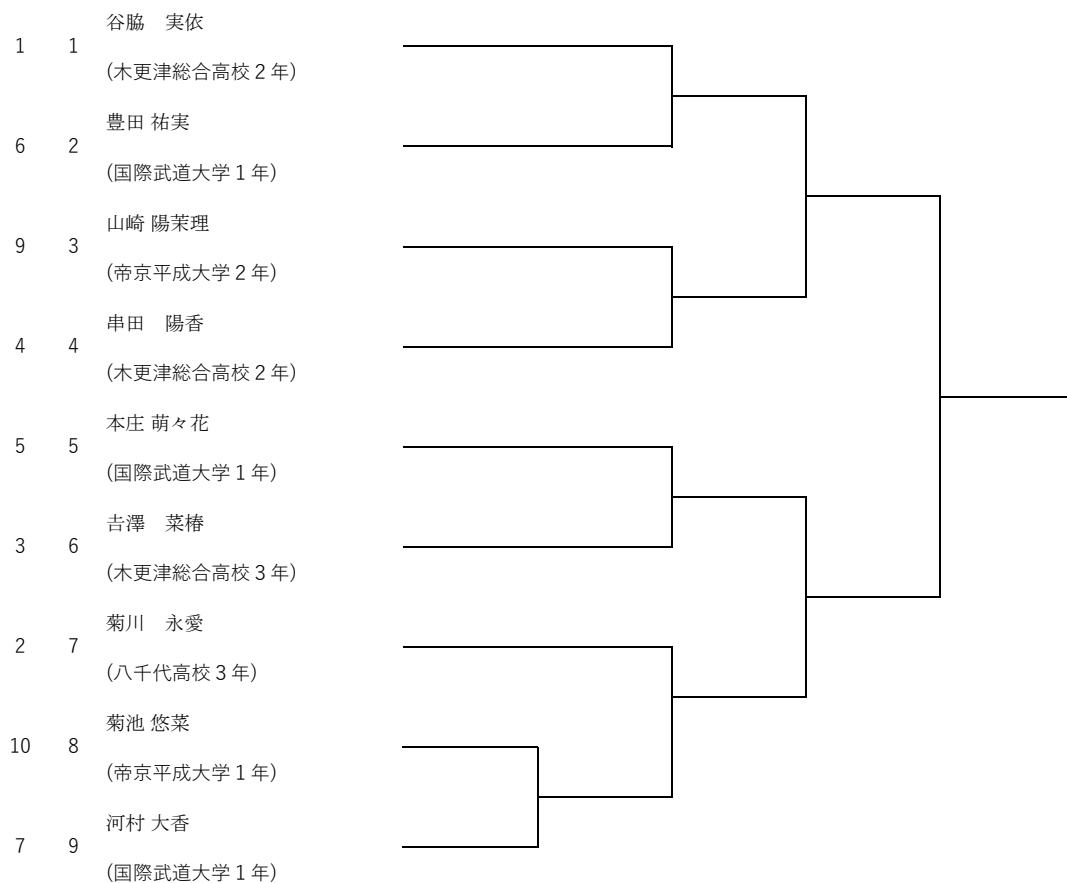 谷脇　実依
1 1
(木更津総合高校２年)
豊田 祐実
6 2
(国際武道大学１年)
山崎 陽茉理
9 3
(帝京平成大学２年)
串田　陽香
4 4
(木更津総合高校２年)
本庄 萌々花
5 5
(国際武道大学１年)
𠮷澤　菜椿
3 6
(木更津総合高校３年)
菊川　永愛
2 7
(八千代高校３年)
菊池 悠菜
10 8
(帝京平成大学１年)
河村 大香
7 9
(国際武道大学１年)